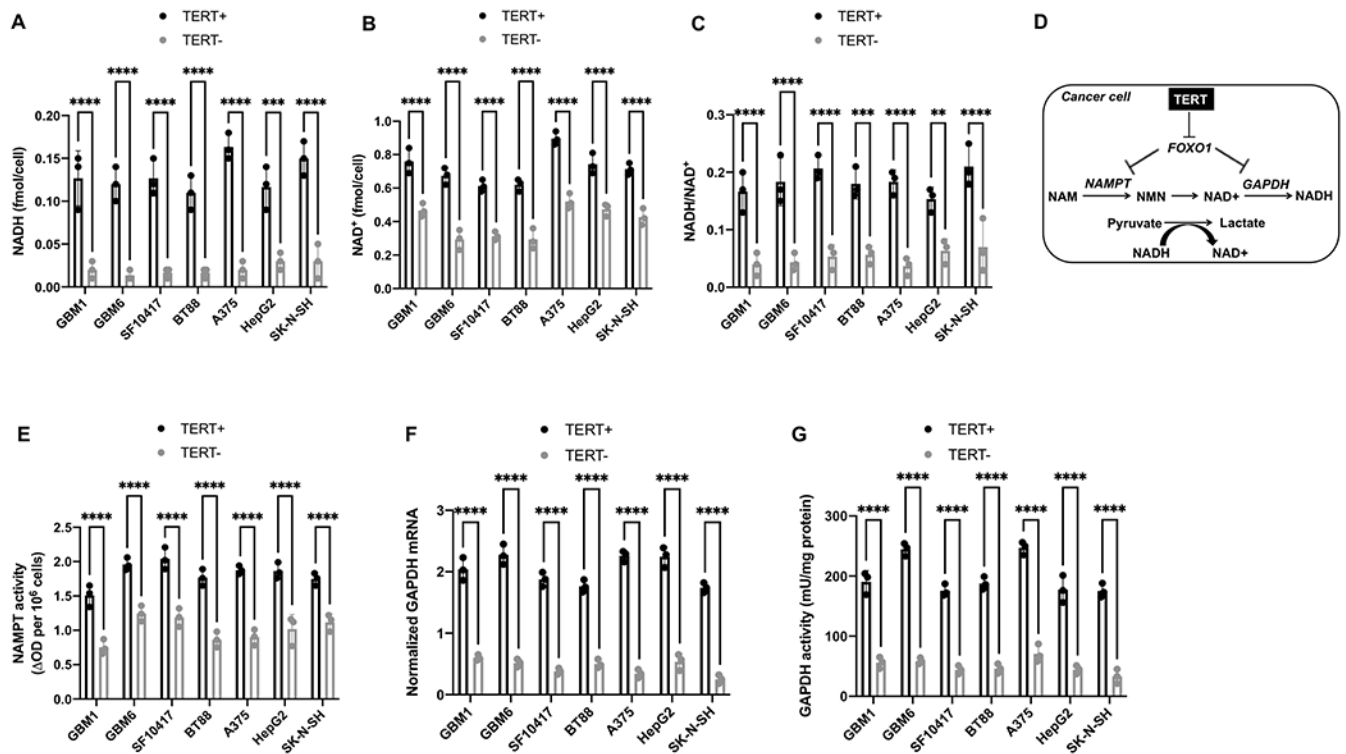 A
TERT+
TERT-
****
****
****
****
****
***
****
NADH (fmol/cell)
0.20
0.15
0.10
0.05
0.00
GBM1
GBM6
SF10417
BT88
A375
HepG2
SK-N-SH
B
TERT+
TERT-
****
****
****
****
****
****
****
NAD⁺ (fmol/cell)
1.0
0.8
0.6
0.4
0.2
0.0
GBM1
GBM6
SF10417
BT88
A375
HepG2
SK-N-SH
C
TERT+
TERT-
****
****
****
***
****
**
****
NADH/NAD⁺
0.3
0.2
0.1
0.0
GBM1
GBM6
SF10417
BT88
A375
HepG2
SK-N-SH
D
Cancer cell
TERT
FOXO1
NAMPT
GAPDH
NAM
NMN
NAD+
NADH
Pyruvate
Lactate
NADH
NAD+
E
TERT+
TERT-
****
****
****
****
****
****
****
NAMPT activity
(ΔOD per 10⁶ cells)
2.5
2.0
1.5
1.0
0.5
0.0
GBM1
GBM6
SF10417
BT88
A375
HepG2
SK-N-SH
F
TERT+
TERT-
****
****
****
****
****
****
****
Normalized GAPDH mRNA
3
2
1
0
GBM1
GBM6
SF10417
BT88
A375
HepG2
SK-N-SH
G
TERT+
TERT-
****
****
****
****
****
****
****
GAPDH activity (mU/mg protein)
300
200
100
0
GBM1
GBM6
SF10417
BT88
A375
HepG2
SK-N-SH